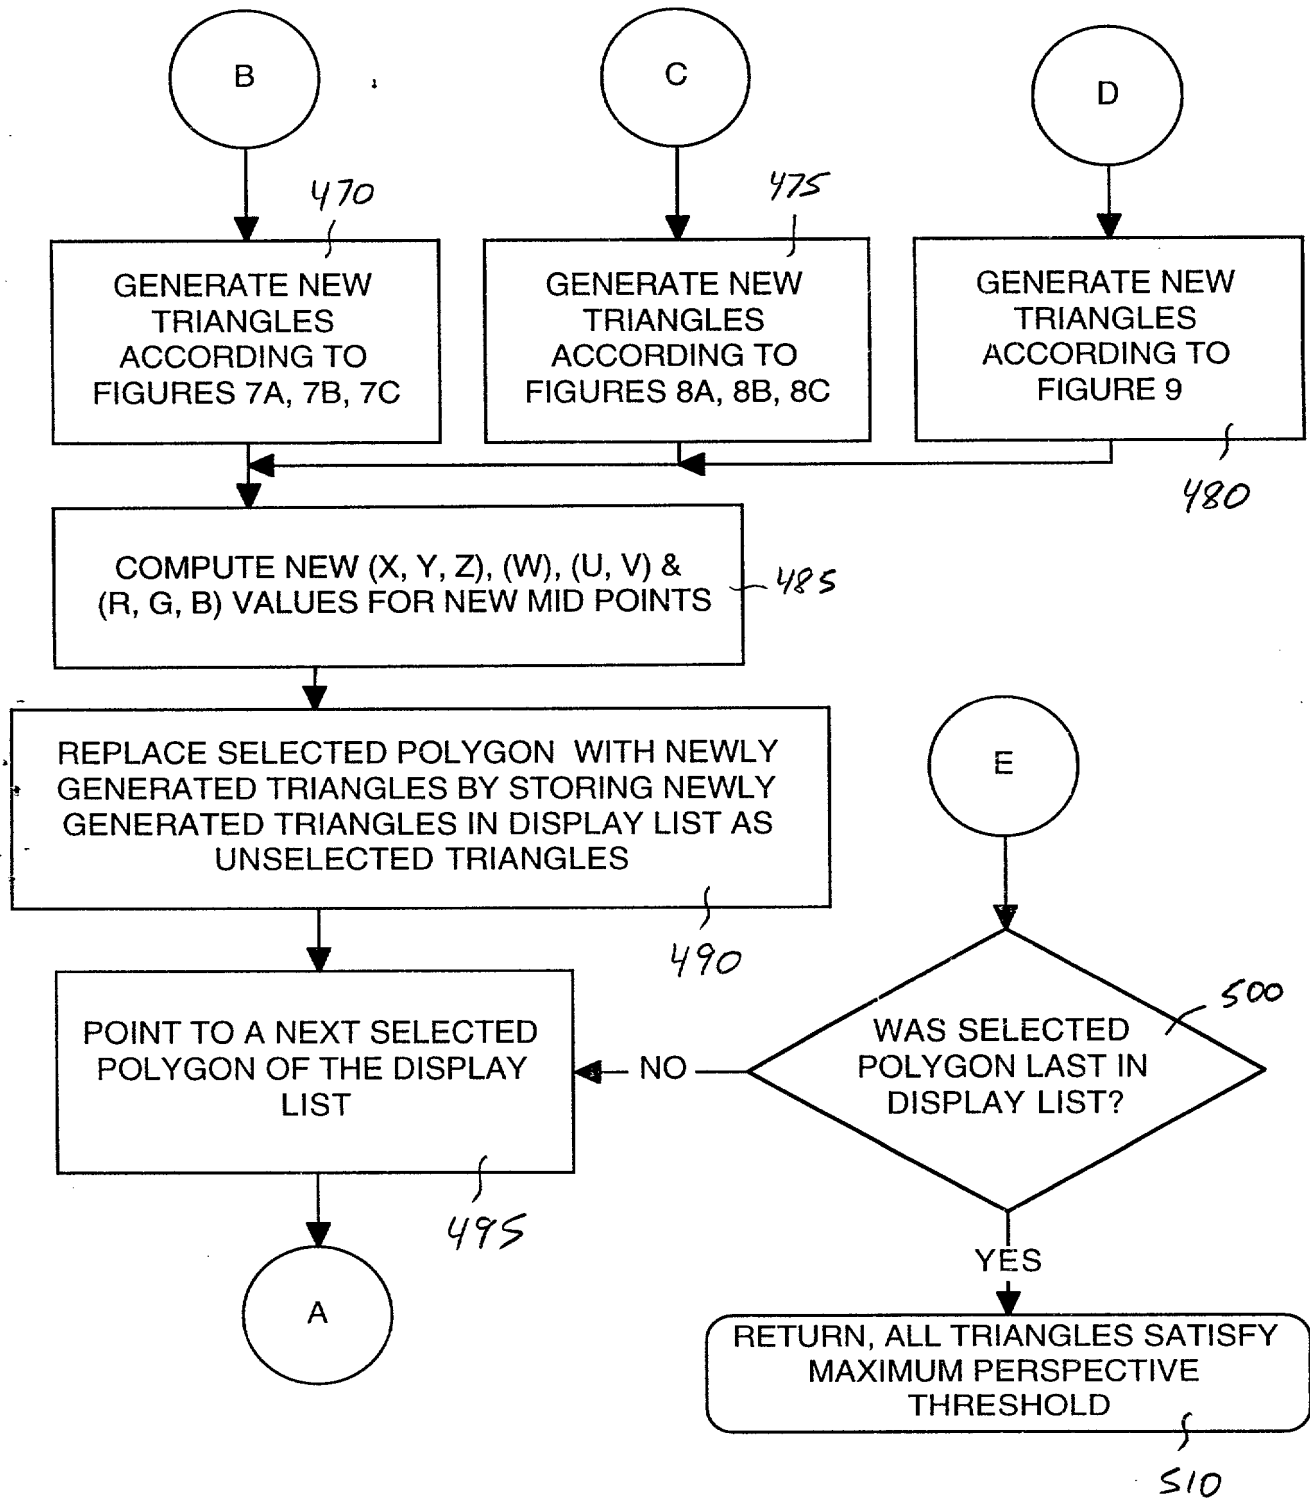 B
C
D
470
475
GENERATE NEW
TRIANGLES
ACCORDING TO
FIGURES 7A, 7B, 7C
GENERATE NEW
TRIANGLES
ACCORDING TO
FIGURES 8A, 8B, 8C
GENERATE NEW
TRIANGLES
ACCORDING TO
FIGURE 9
480
COMPUTE NEW (X, Y, Z), (W), (U, V) &
(R, G, B) VALUES FOR NEW MID POINTS
485
REPLACE SELECTED POLYGON WITH NEWLY
GENERATED TRIANGLES BY STORING NEWLY
GENERATED TRIANGLES IN DISPLAY LIST AS
UNSELECTED TRIANGLES
490
E
POINT TO A NEXT SELECTED
POLYGON OF THE DISPLAY
LIST
495
NO
WAS SELECTED
POLYGON LAST IN
DISPLAY LIST?
500
YES
A
RETURN, ALL TRIANGLES SATISFY
MAXIMUM PERSPECTIVE
THRESHOLD
510